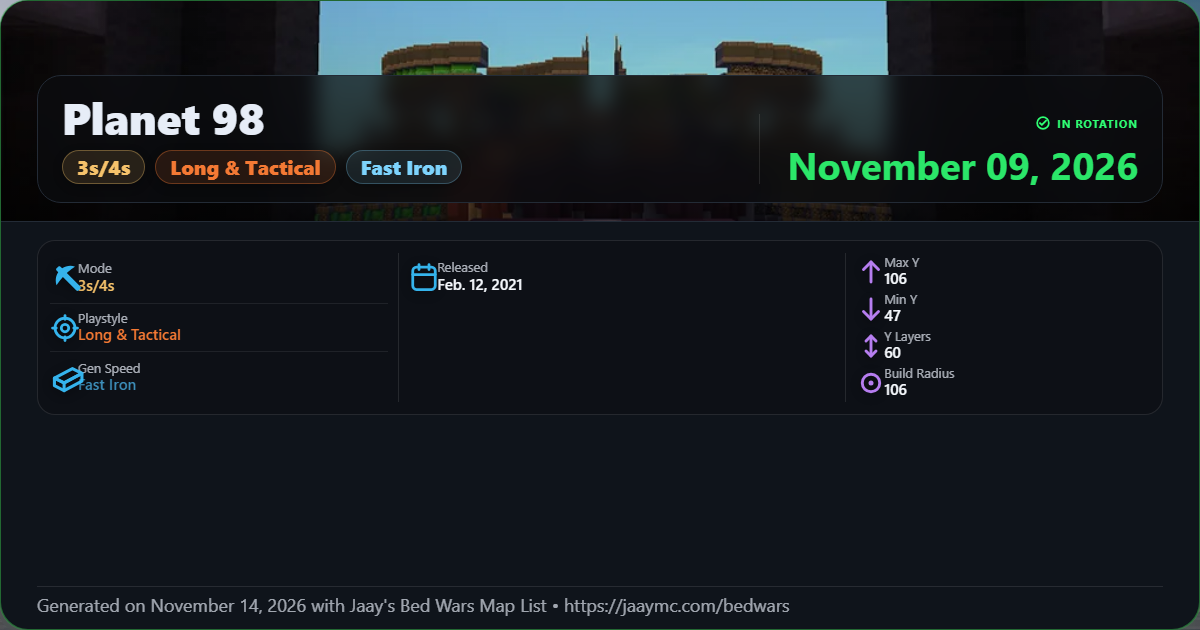 Planet 98
3s/4s
Long & Tactical
Fast Iron
IN ROTATION
November 09, 2026
Mode
3s/4s
Playstyle
Long & Tactical
Gen Speed
Fast Iron
Released
Feb. 12, 2021
Max Y
106
Min Y
47
Y Layers
60
Build Radius
106
Generated on November 14, 2026 with Jaay's Bed Wars Map List • https://jaaymc.com/bedwars